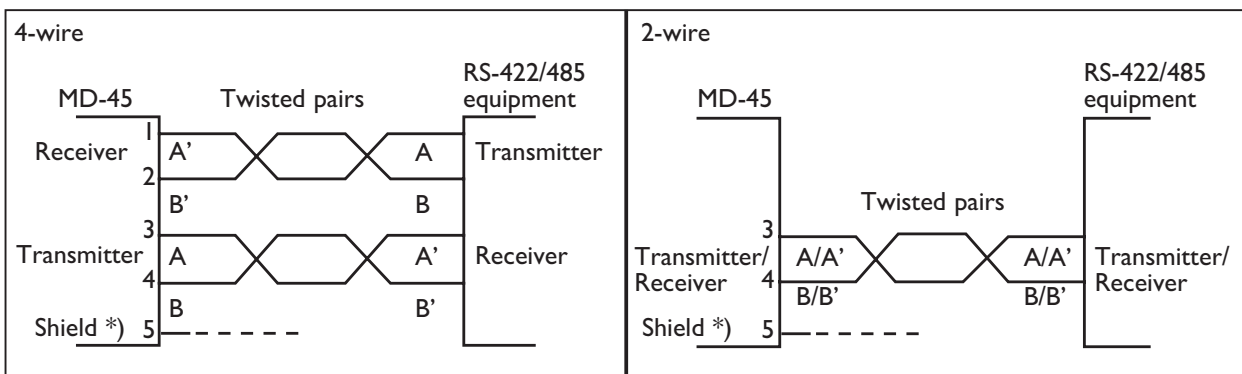 4-wire
MD-45
Twisted pairs
RS-422/485
equipment
Receiver
1
A'
A
Transmitter
2
B'
B
Transmitter
3
A
A'
Receiver
4
B
B'
Shield *)
5
2-wire
MD-45
RS-422/485
equipment
Twisted pairs
3
Transmitter/
Receiver
A/A'
A/A'
Transmitter/
Receiver
4
B/B'
B/B'
Shield *)
5